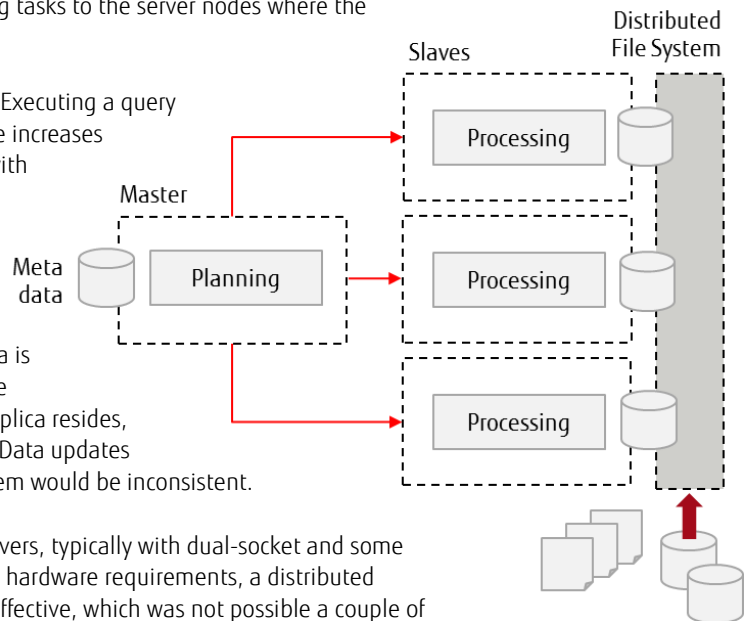 g tasks to the server nodes where the
Executing a query
e increases
with
a is
e
plica resides,
Data updates
em would be inconsistent.
vers, typically with dual-socket and some
hardware requirements, a distributed
effective, which was not possible a couple of
Distributed
File System
Slaves
Processing
Master
Meta
data
Planning
Processing
Processing